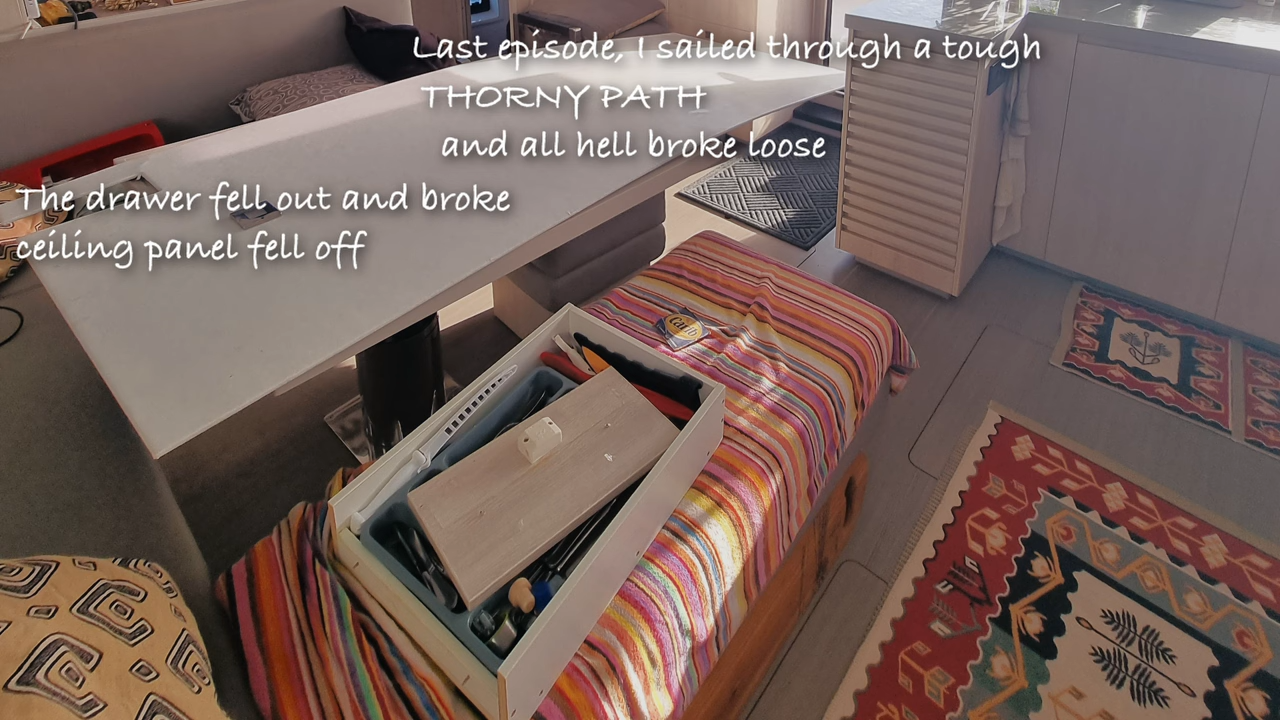 Last episode, I sailed through a tough
THORNY PATH
and all hell broke loose
The drawer fell out and broke
ceiling panel fell off
Carb